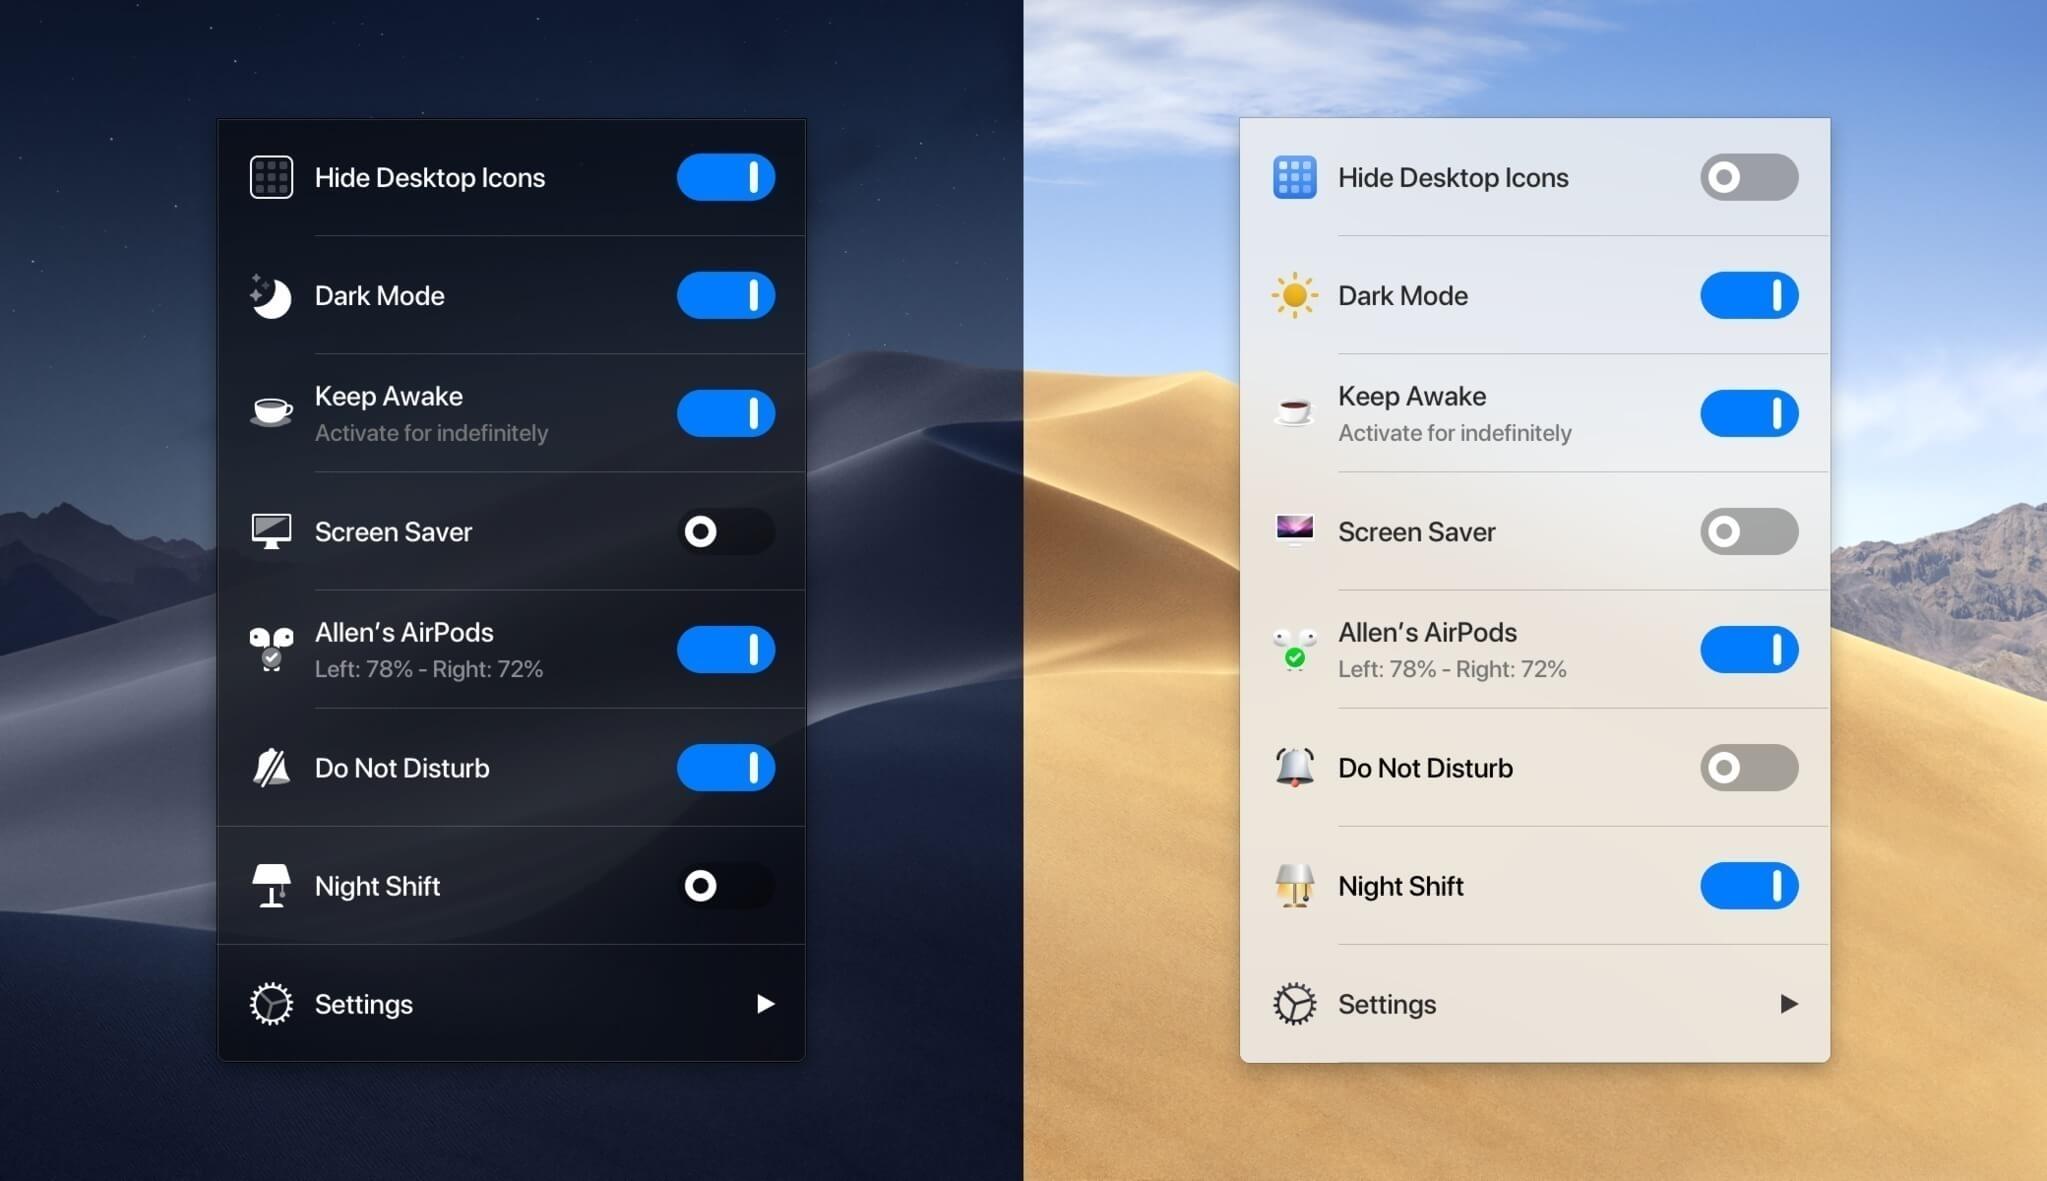 Hide Desktop Icons
Dark Mode
Keep Awake
Activate for indefinitely
Screen Saver
Allen’s AirPods
Left: 78% - Right: 72%
Do Not Disturb
Night Shift
Settings
Hide Desktop Icons
Dark Mode
Keep Awake
Activate for indefinitely
Screen Saver
Allen’s AirPods
Left: 78% - Right: 72%
Do Not Disturb
Night Shift
Settings